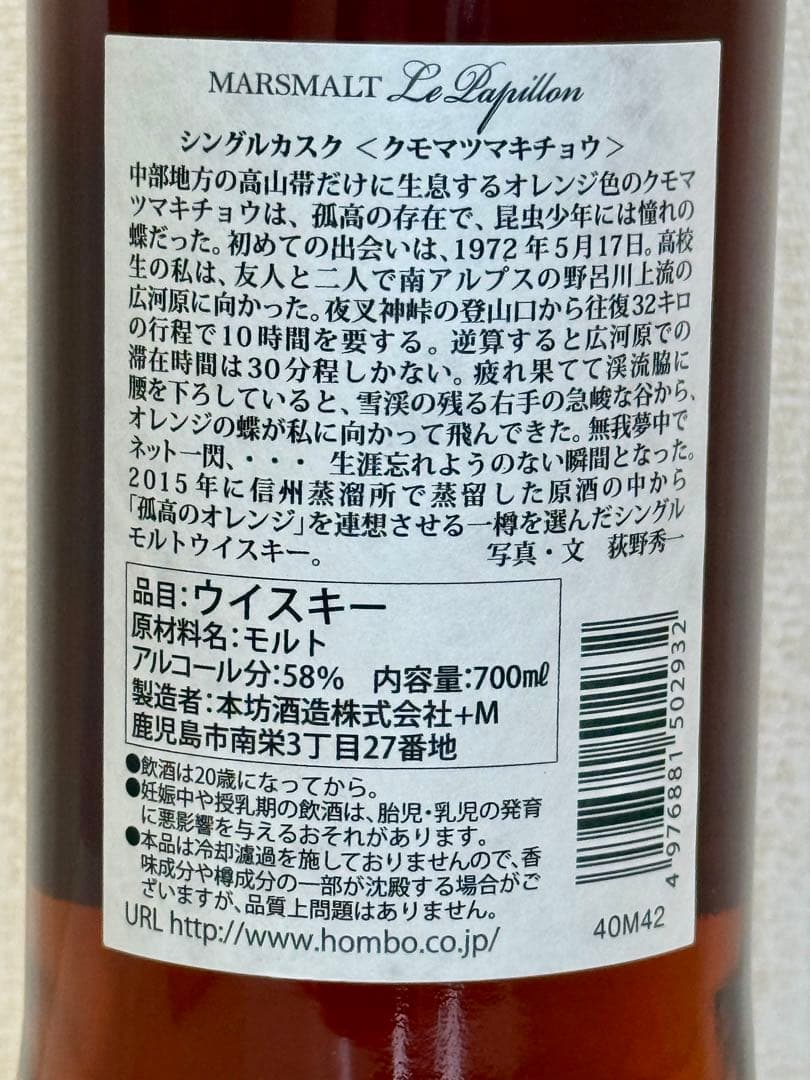 MARSMALT Le Papillon
シングルカスク <クモマツマキチョウ>
中部地方の高山帯だけに生息するオレンジ色のクモマ
ツマキチョウは、孤高の存在で、昆虫少年には憧れの
蝶だった。初めての出会いは、1972年5月17日。高校
生の私は、友人と二人で南アルプスの野呂川上流の
広河原に向かった。夜叉神峠の登山口から往復32キロ
の行程で10時間を要する。逆算すると広河原での
滞在時間は30分程しかない。疲れ果てて渓流脇に
腰を下ろしていると、雪渓の残る右手の急峻な谷から、
オレンジの蝶が私に向かって飛んできた。無我夢中で
ネット一閃、・・・ 生涯忘れようのない瞬間となった。
2015年に信州蒸溜所で蒸留した原酒の中から
「孤高のオレンジ」を連想させる一樽を選んだシングル
モルトウイスキー。 写真・文 荻野秀一
品目:ウイスキー
原材料名:モルト
アルコール分:58% 内容量:700ml
製造者:本坊酒造株式会社+M
鹿児島市南栄3丁目27番地
●飲酒は20歳になってから。
●妊娠中や授乳期の飲酒は、胎児・乳児の発育
に悪影響を与えるおそれがあります。
●本品は冷却濾過を施しておりませんので、香
味成分や樽成分の一部が沈殿する場合がご
ざいますが、品質上問題はありません。
URL http://www.hombo.co.jp/
4 976881 502932
40M42